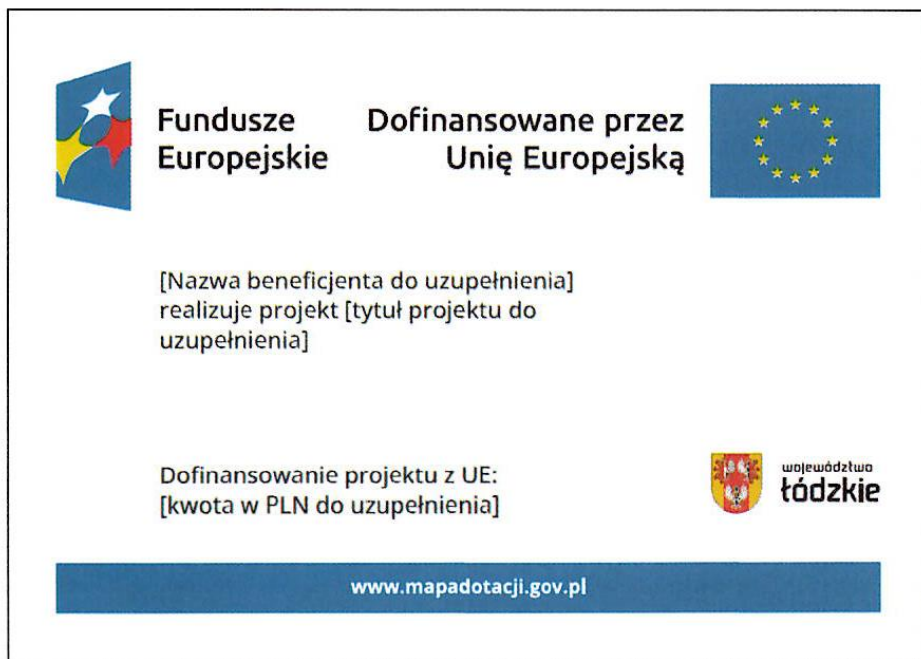 Fundusze
Europejskie
Dofinansowane przez
Unię Europejską
[Nazwa beneficjenta do uzupełnienia]
realizuje projekt [tytuł projektu do
uzupełnienia]
Dofinansowanie projektu z UE:
[kwota w PLN do uzupełnienia]
województwo
łódzkie
www.mapadotacji.gov.pl